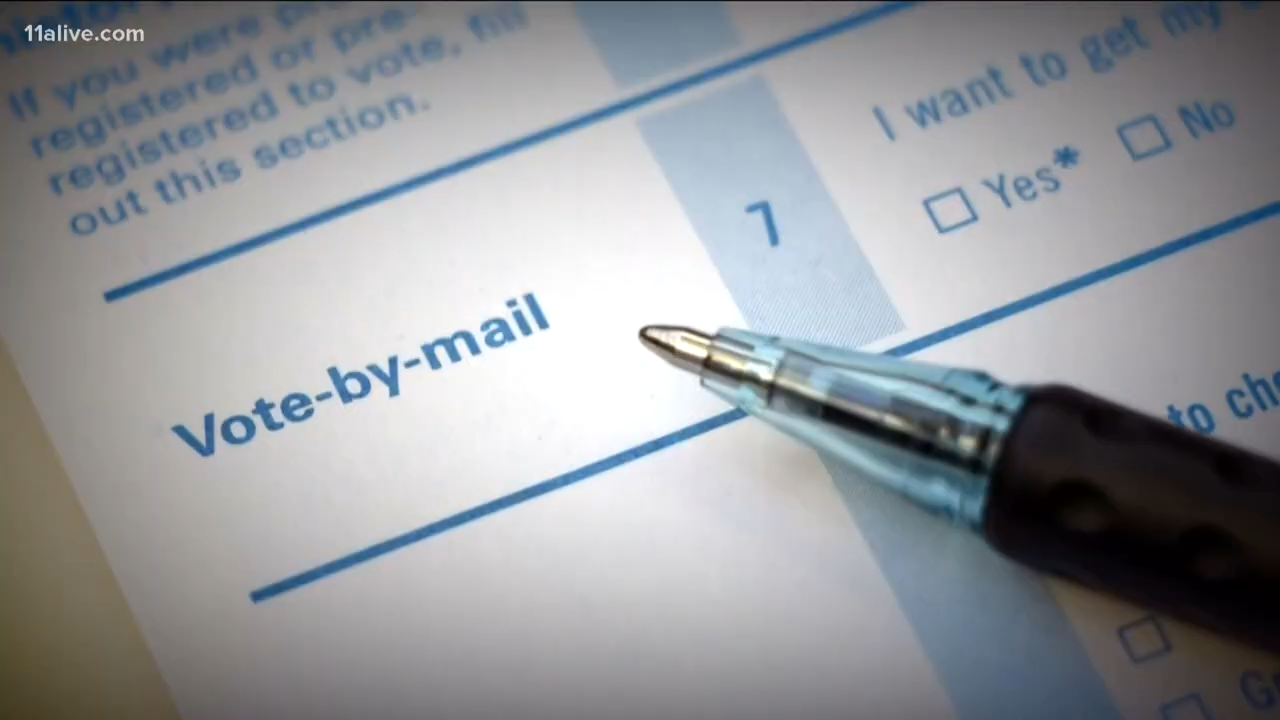 11alive.com
If you were pre-
registered or pre-
registered to vote, fill
out this section.
Vote-by-mail
7
I want to get my
Yes*
No
to